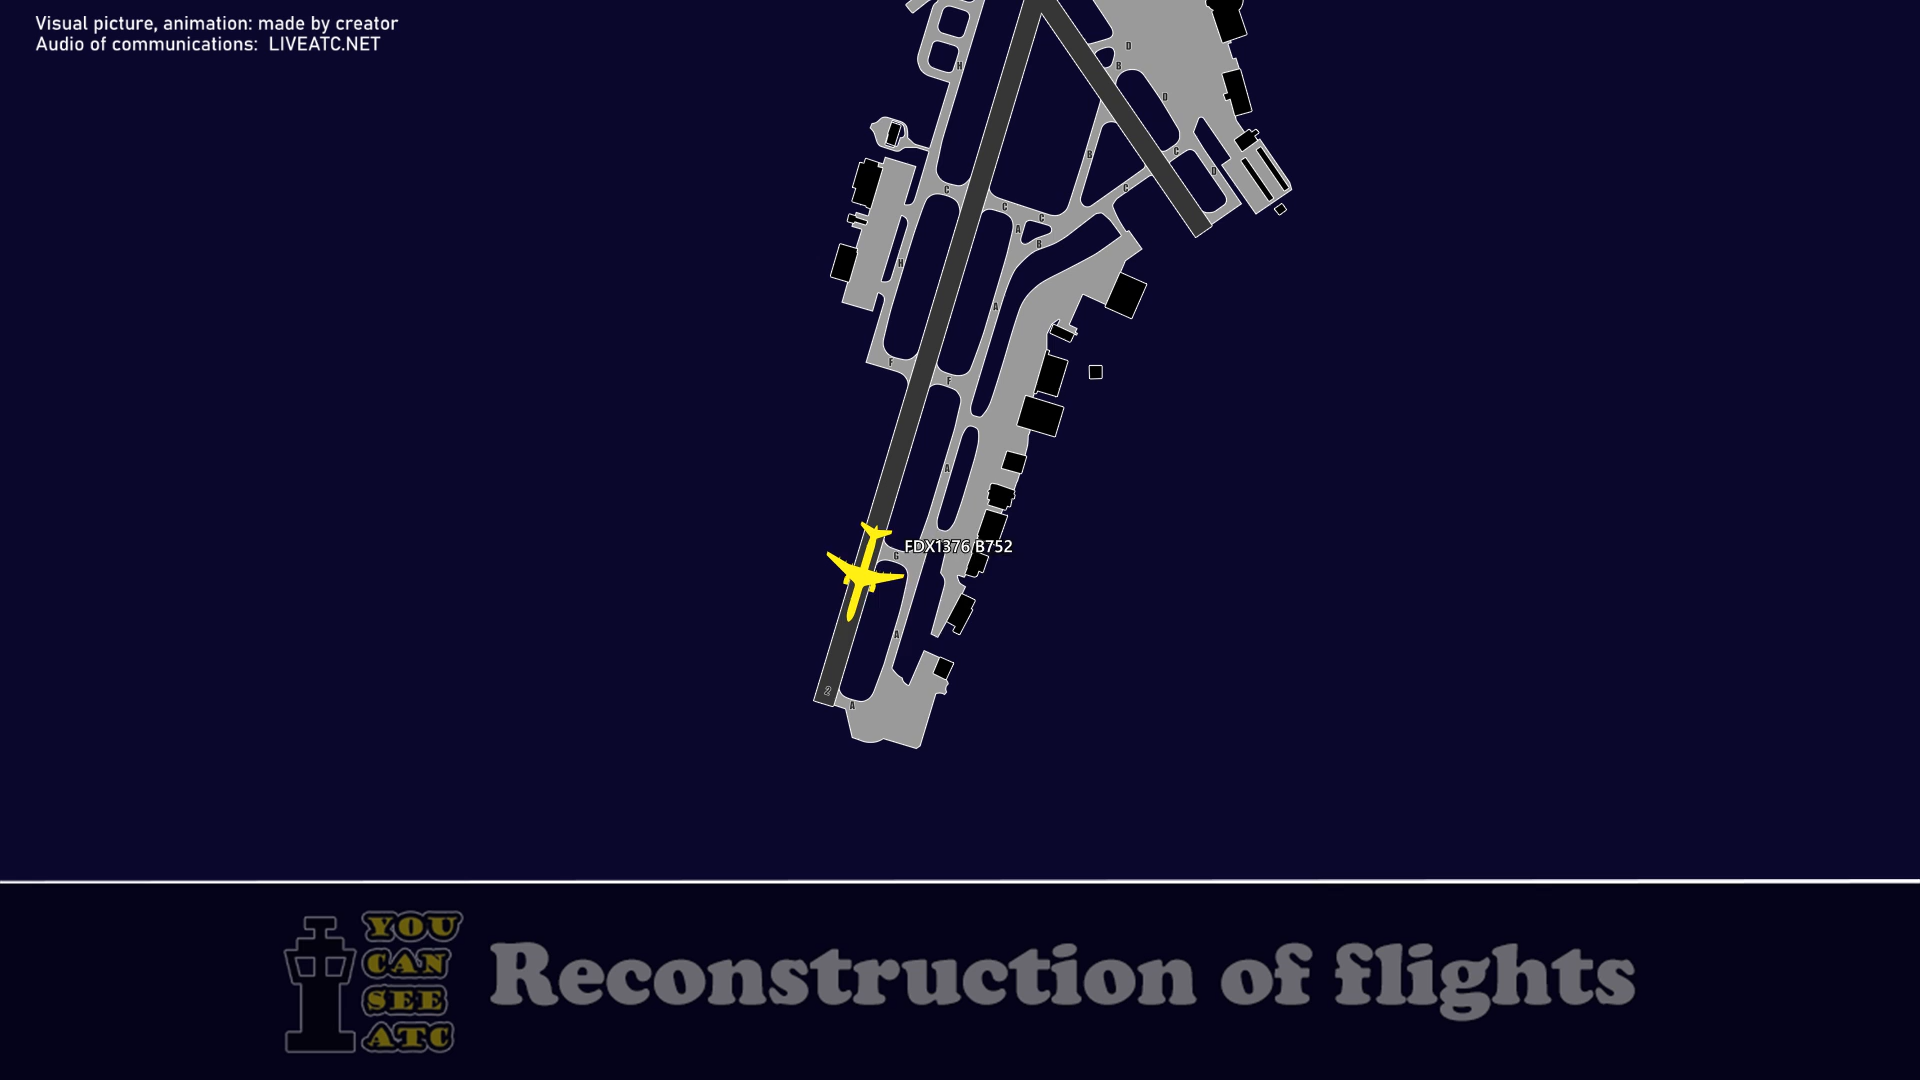 Visual picture, animation: made by creator
Audio of communications: LIVEATC.NET
D
B
H
D
B
C
D
C
C
C
C
A
B
H
A
F
F
A
FDX1376 B752
G
A
2
A
YOU
CAN
SEE
ATC
Reconstruction of flights